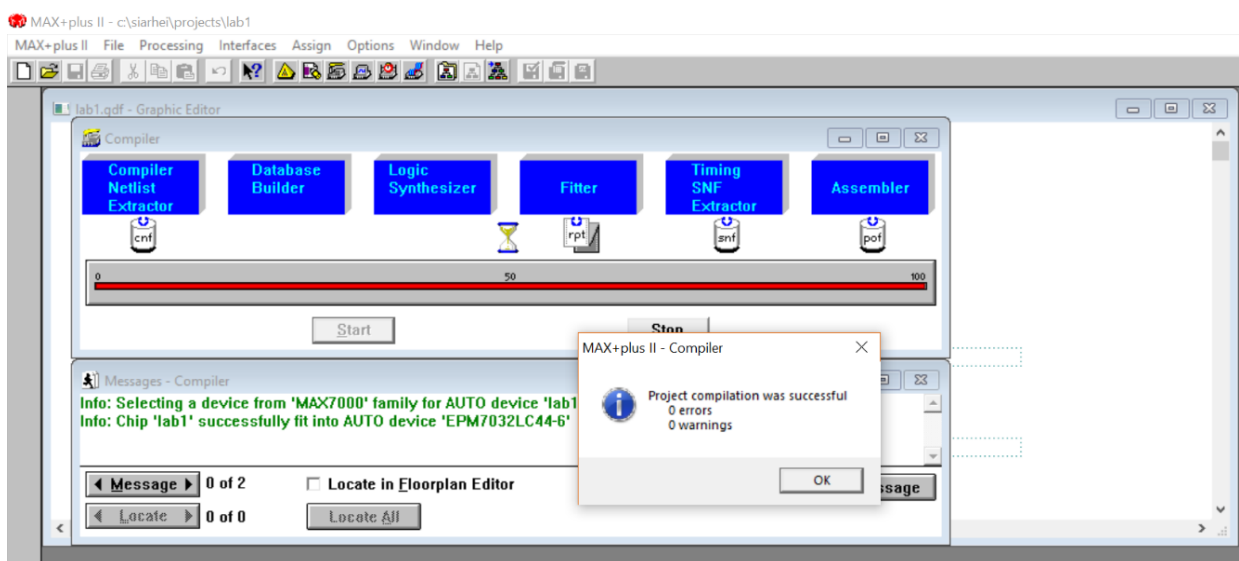 MAX+plus II - c:\siarhei\projects\lab1
MAX+plus II File Processing Interfaces Assign Options Window Help
lab1.gdf - Graphic Editor
Compiler
Compiler Netlist Extractor
Database Builder
Logic Synthesizer
Fitter
Timing SNF Extractor
Assembler
cnf
rpt
snf
pof
0 50 100
Start
Stop
MAX+plus II - Compiler
Project compilation was successful
0 errors
0 warnings
OK
Messages - Compiler
Info: Selecting a device from 'MAX7000' family for AUTO device 'lab1
Info: Chip 'lab1' successfully fit into AUTO device 'EPM7032LC44-6'
Message 0 of 2
Locate in Floorplan Editor
ssage
Locate 0 of 0
Locate All